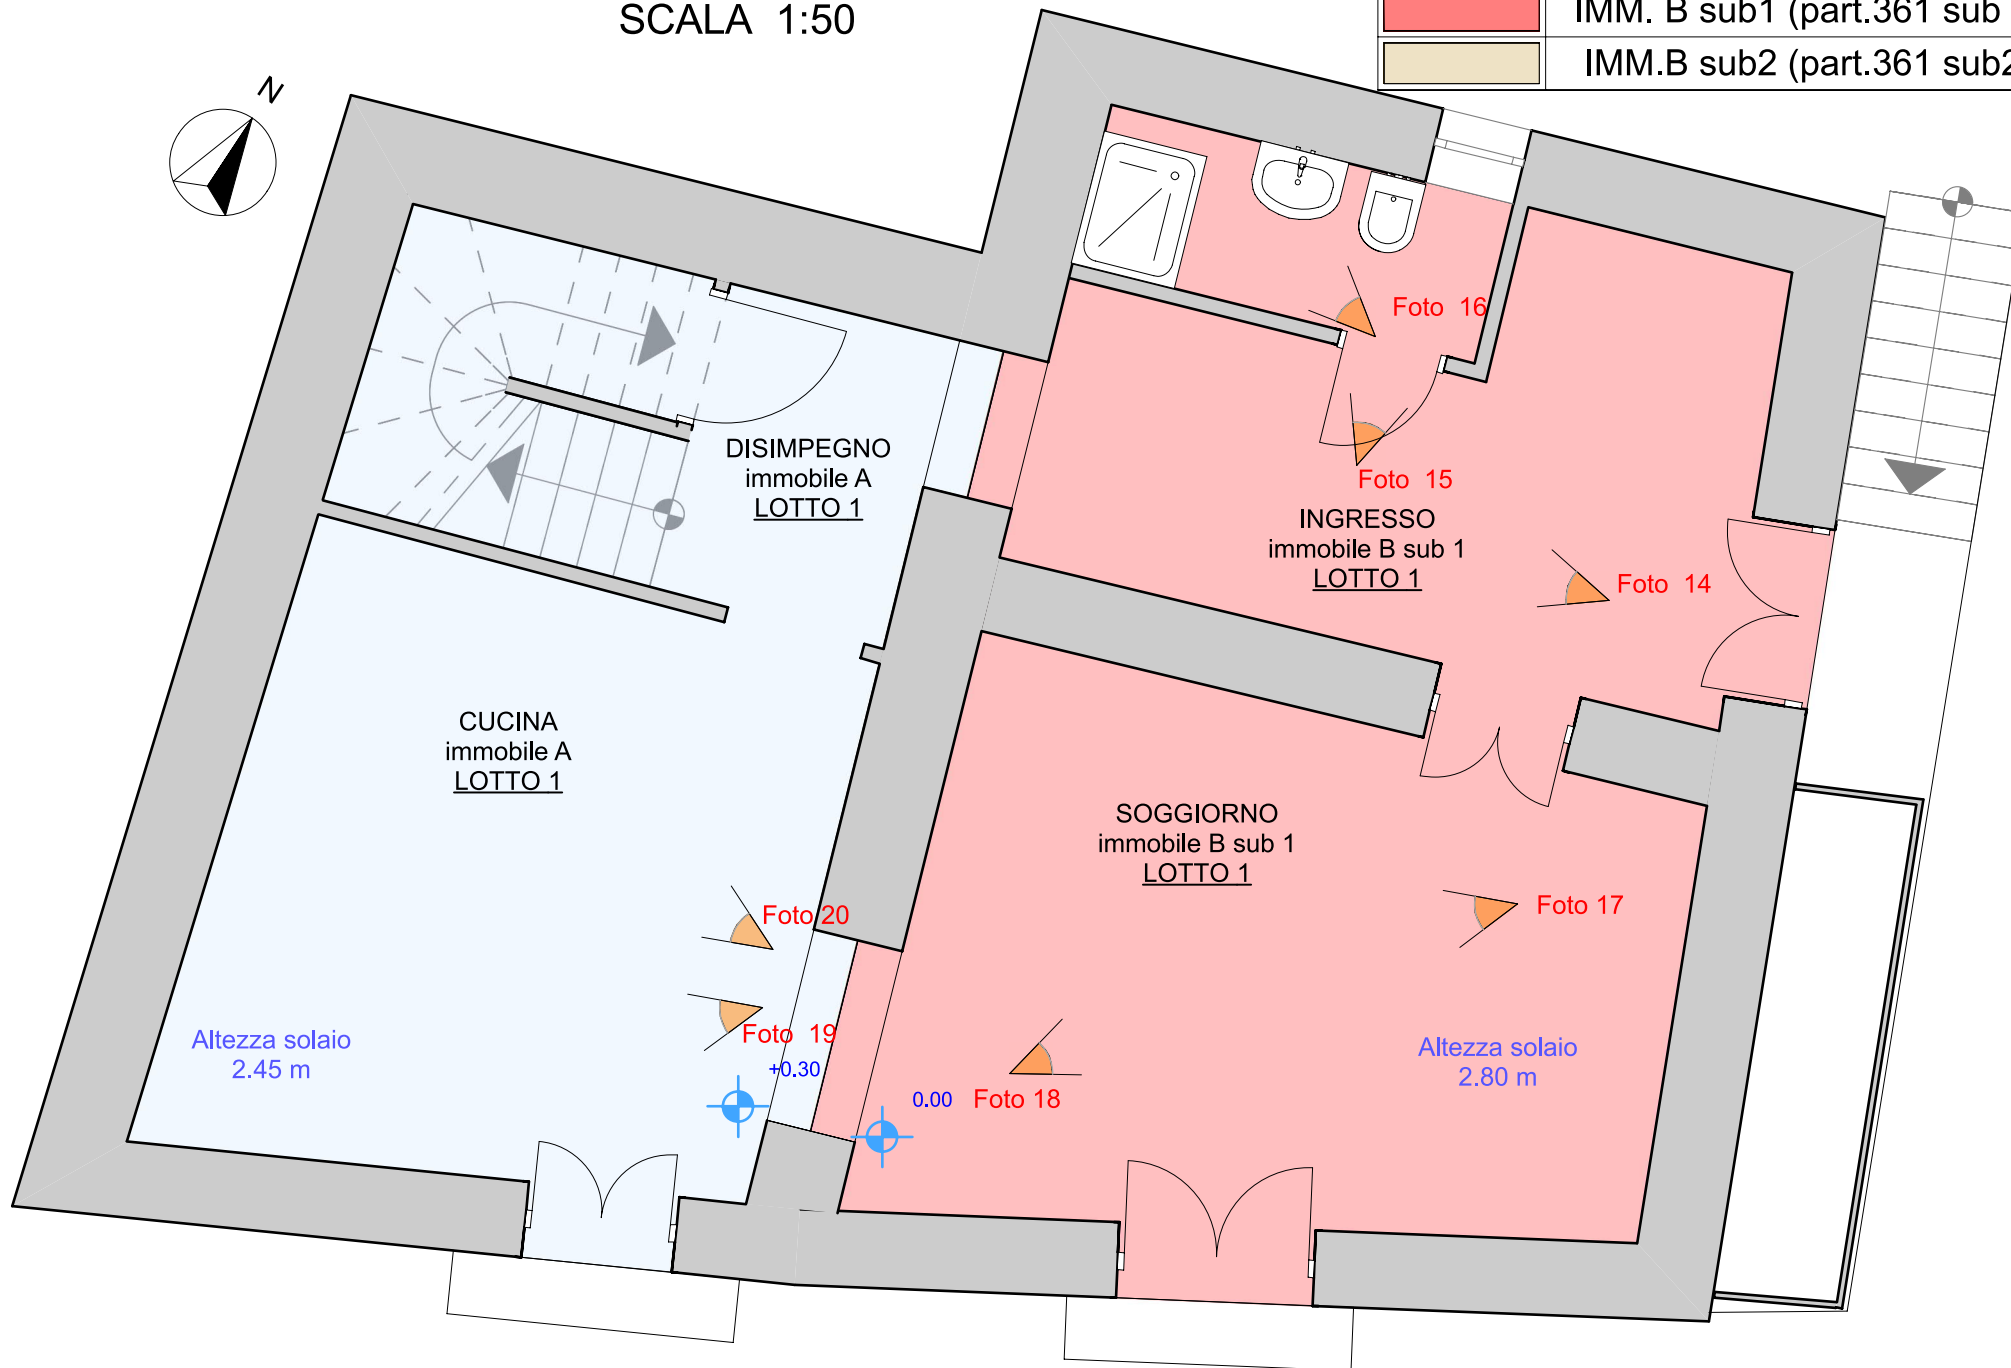 SCALA 1:50
IMM. B sub1 (part.361 sub
IMM.B sub2 (part.361 sub2
N
Foto 16
DISIMPEGNO
immobile A
LOTTO 1
Foto 15
INGRESSO
immobile B sub 1
LOTTO 1
Foto 14
CUCINA
immobile A
LOTTO 1
SOGGIORNO
immobile B sub 1
LOTTO 1
Foto 20
Foto 17
Foto 19
+0.30
Altezza solaio
2.45 m
0.00
Foto 18
Altezza solaio
2.80 m